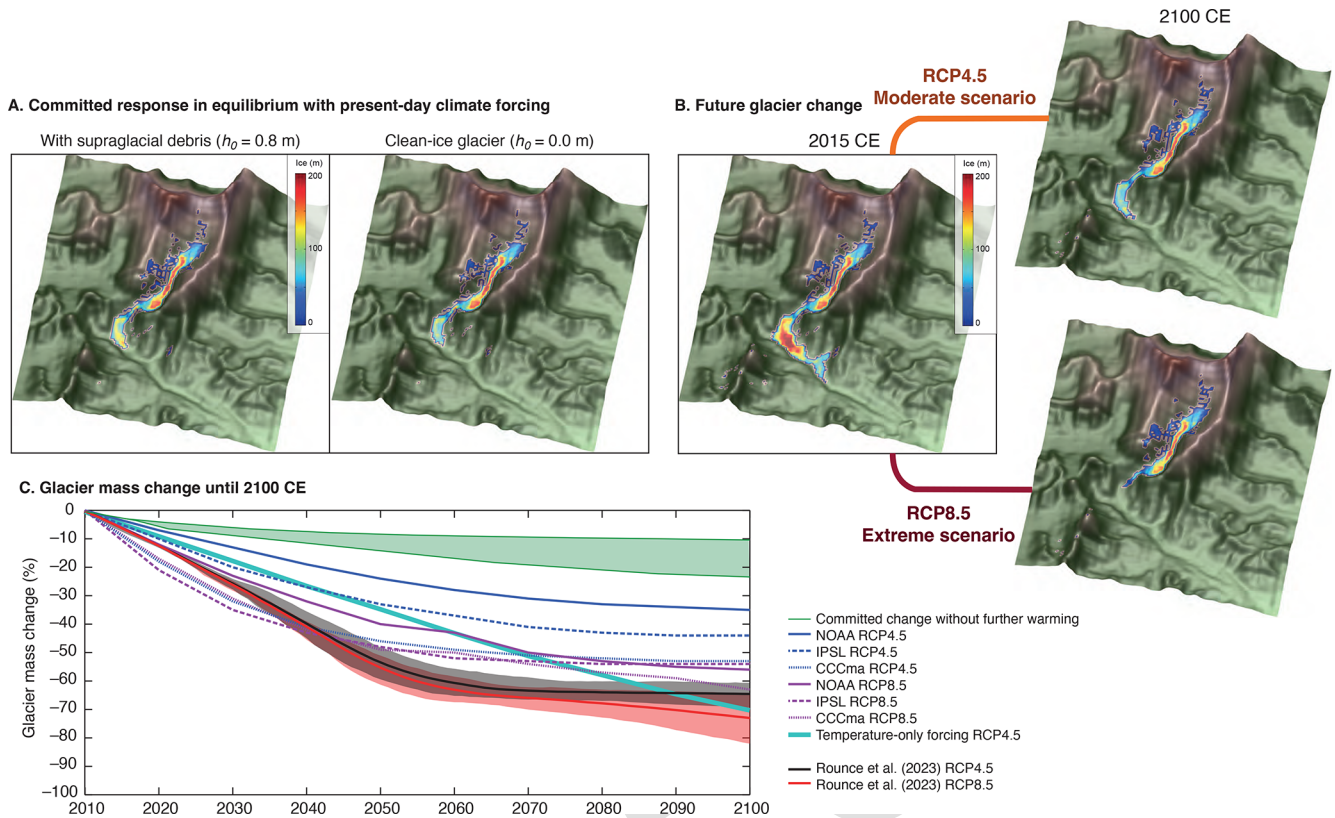 2100 CE
RCP4.5
Moderate scenario
A. Committed response in equilibrium with present-day climate forcing
B. Future glacier change
With supraglacial debris (h0 = 0.8 m)
Clean-ice glacier (h0 = 0.0 m)
2015 CE
Ice (m)
200
100
0
Ice (m)
200
100
0
C. Glacier mass change until 2100 CE
RCP8.5
Extreme scenario
Glacier mass change (%)
0
−10
−20
−30
−40
−50
−60
−70
−80
−90
−100
2010
2020
2030
2040
2050
2060
2070
2080
2090
2100
Committed change without further warming
NOAA RCP4.5
IPSL RCP4.5
CCCma RCP4.5
NOAA RCP8.5
IPSL RCP8.5
CCCma RCP8.5
Temperature-only forcing RCP4.5
Rounce et al. (2023) RCP4.5
Rounce et al. (2023) RCP8.5